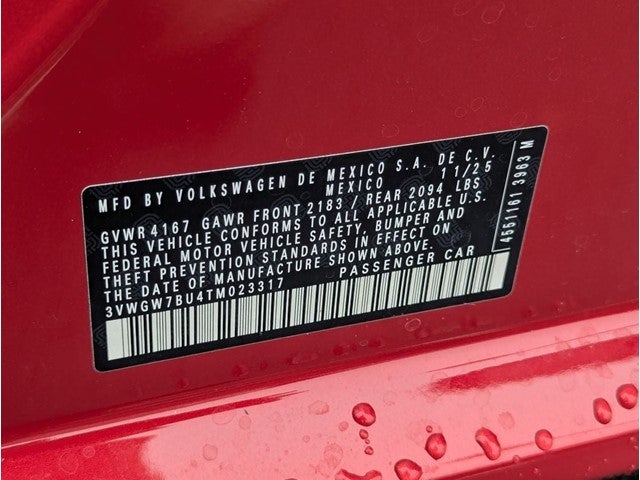 MFD BY VOLKSWAGEN DE MEXICO S.A. DE C.V.
MEXICO 11/25
GVWR 4167 GAWR FRONT 2183 / REAR 2094 LBS
THIS VEHICLE CONFORMS TO ALL APPLICABLE U.S.
FEDERAL MOTOR VEHICLE SAFETY, BUMPER AND
THEFT PREVENTION STANDARDS IN EFFECT ON
THE DATE OF MANUFACTURE SHOWN ABOVE.
3VWGW7BU4TM023317 PASSENGER CAR
4561161 3963 M